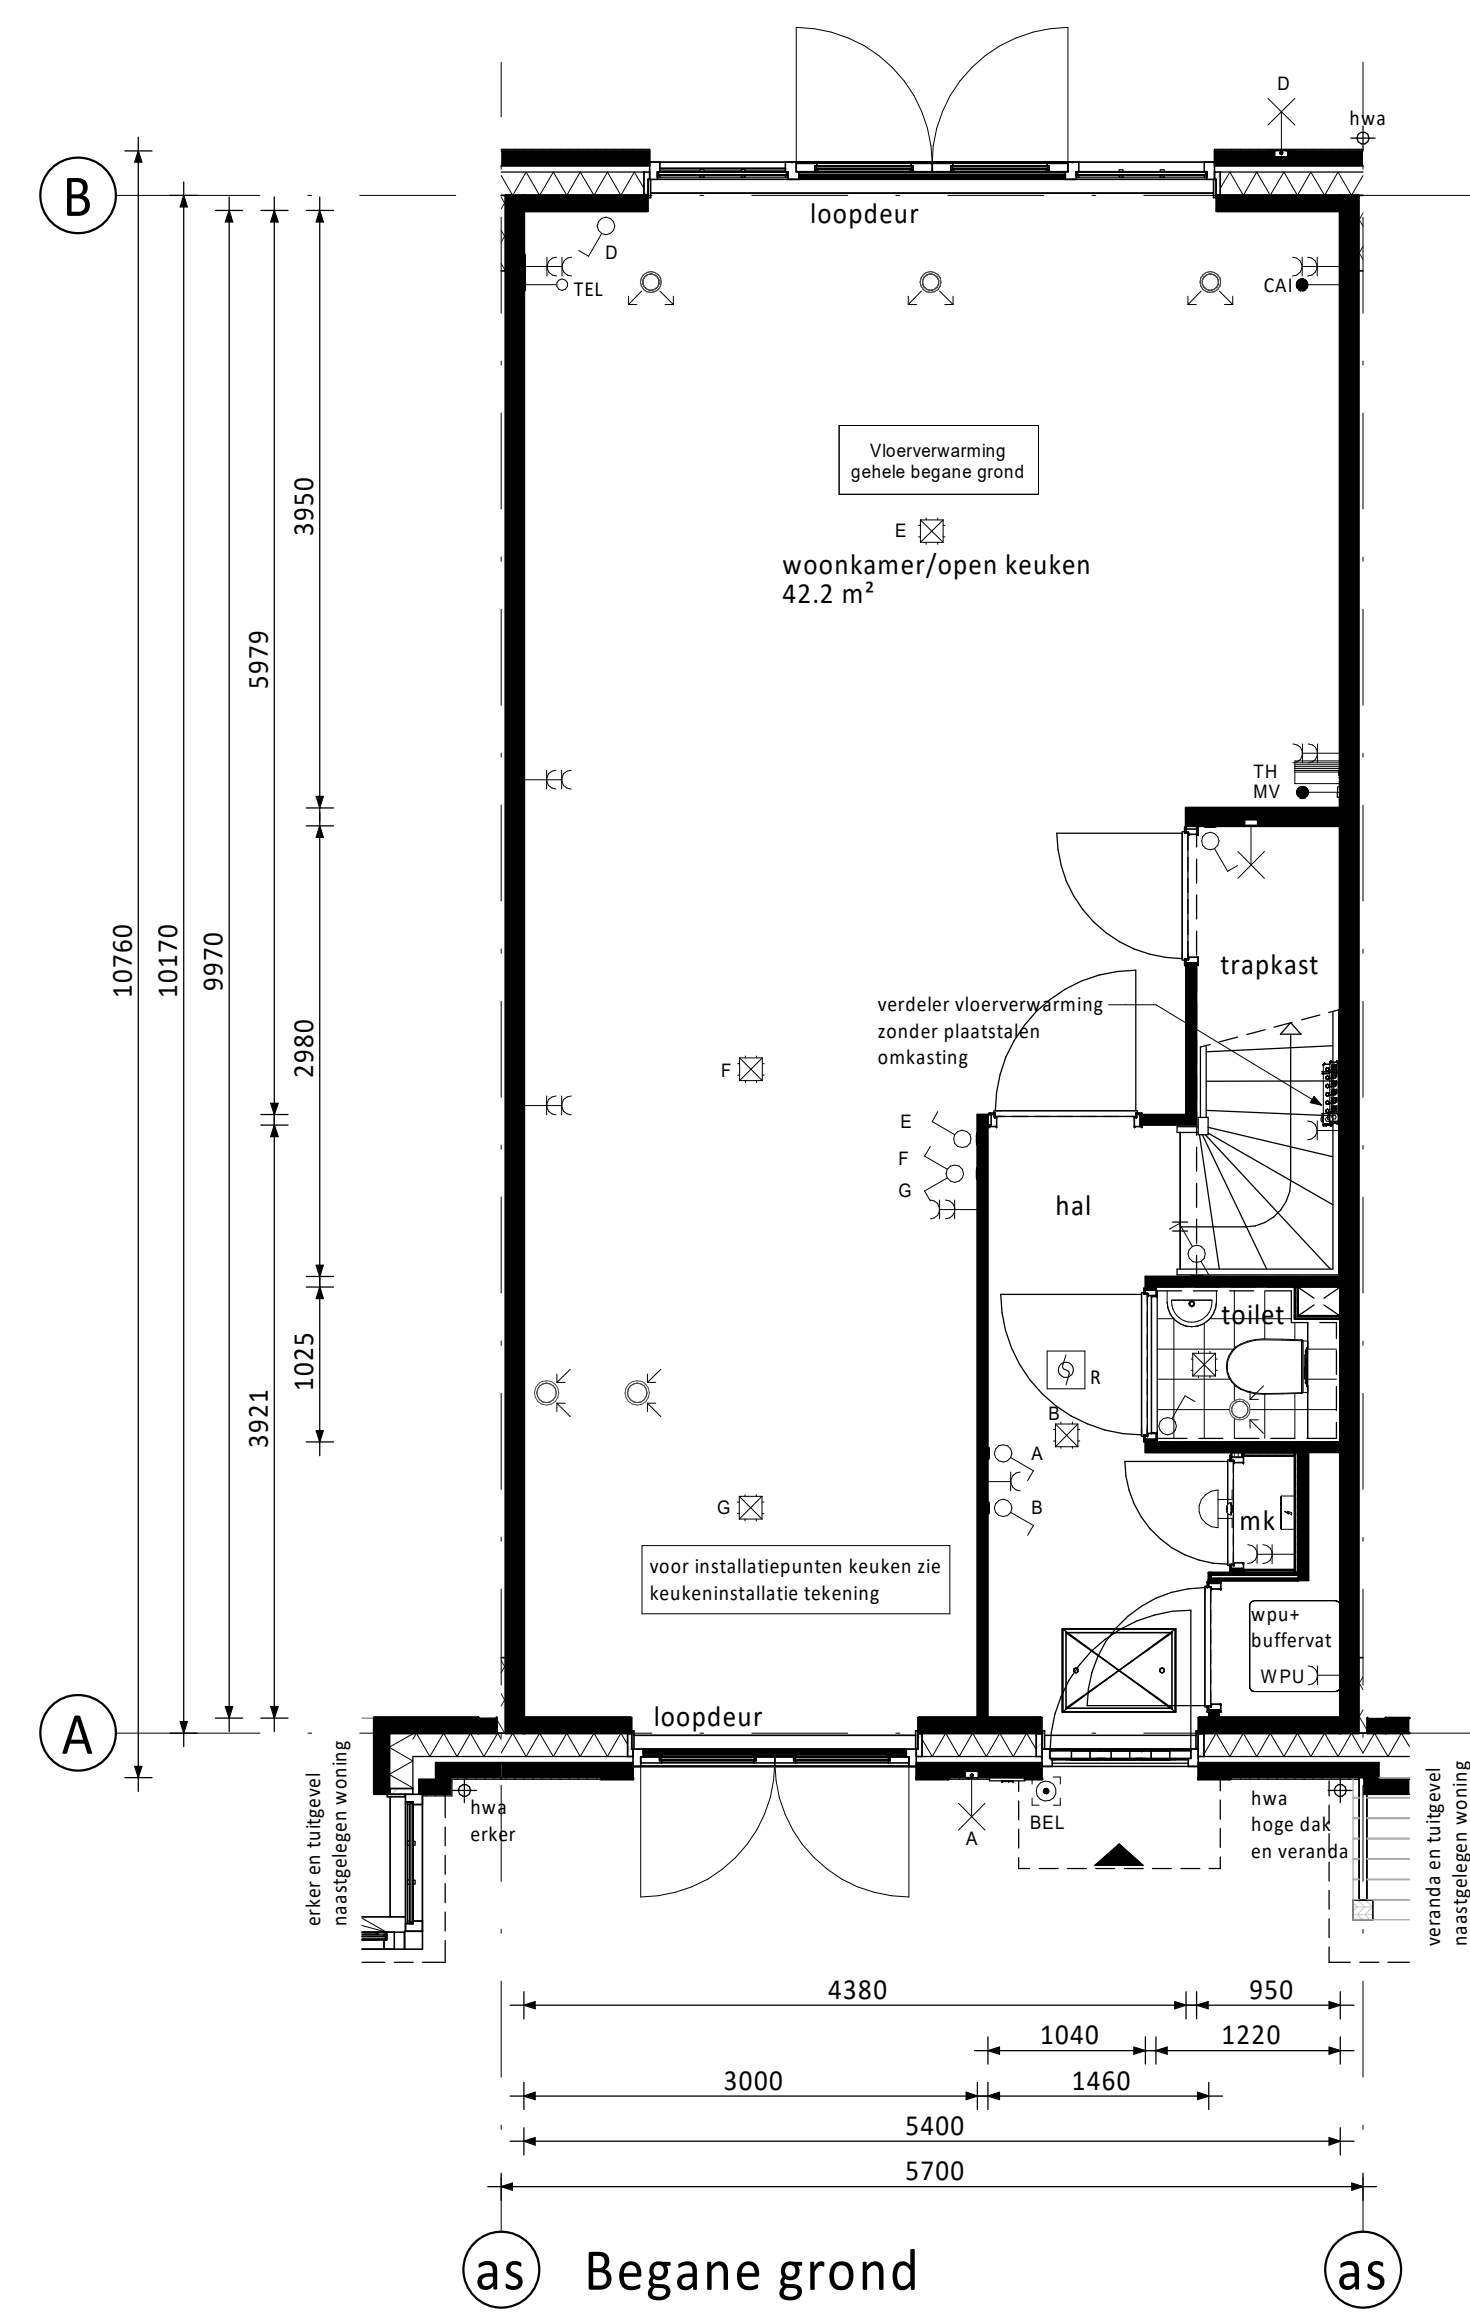 D
hwa
B
loopdeur
D
TEL
CAI
Vloerverwarming
gehele begane grond
E
woonkamer/open keuken
42.2 m²
3950
5979
TH
MV
10760
10170
9970
2980
trapkast
verdeler vloerverwarming
zonder plaatstalen
omkasting
F
E
F
G
hal
toilet
1025
3921
R
B
A
B
G
mk
voor installatiepunten keuken zie
keukeninstallatie tekening
wpu+
buffervat
WPU
A
loopdeur
erker en tuitgevel
naastgelegen woning
hwa
erker
A
BEL
hwa
hoge dak
en veranda
veranda en tuitgevel
naastgelegen woning
4380
950
1040
1220
3000
1460
5400
5700
as
Begane grond
as